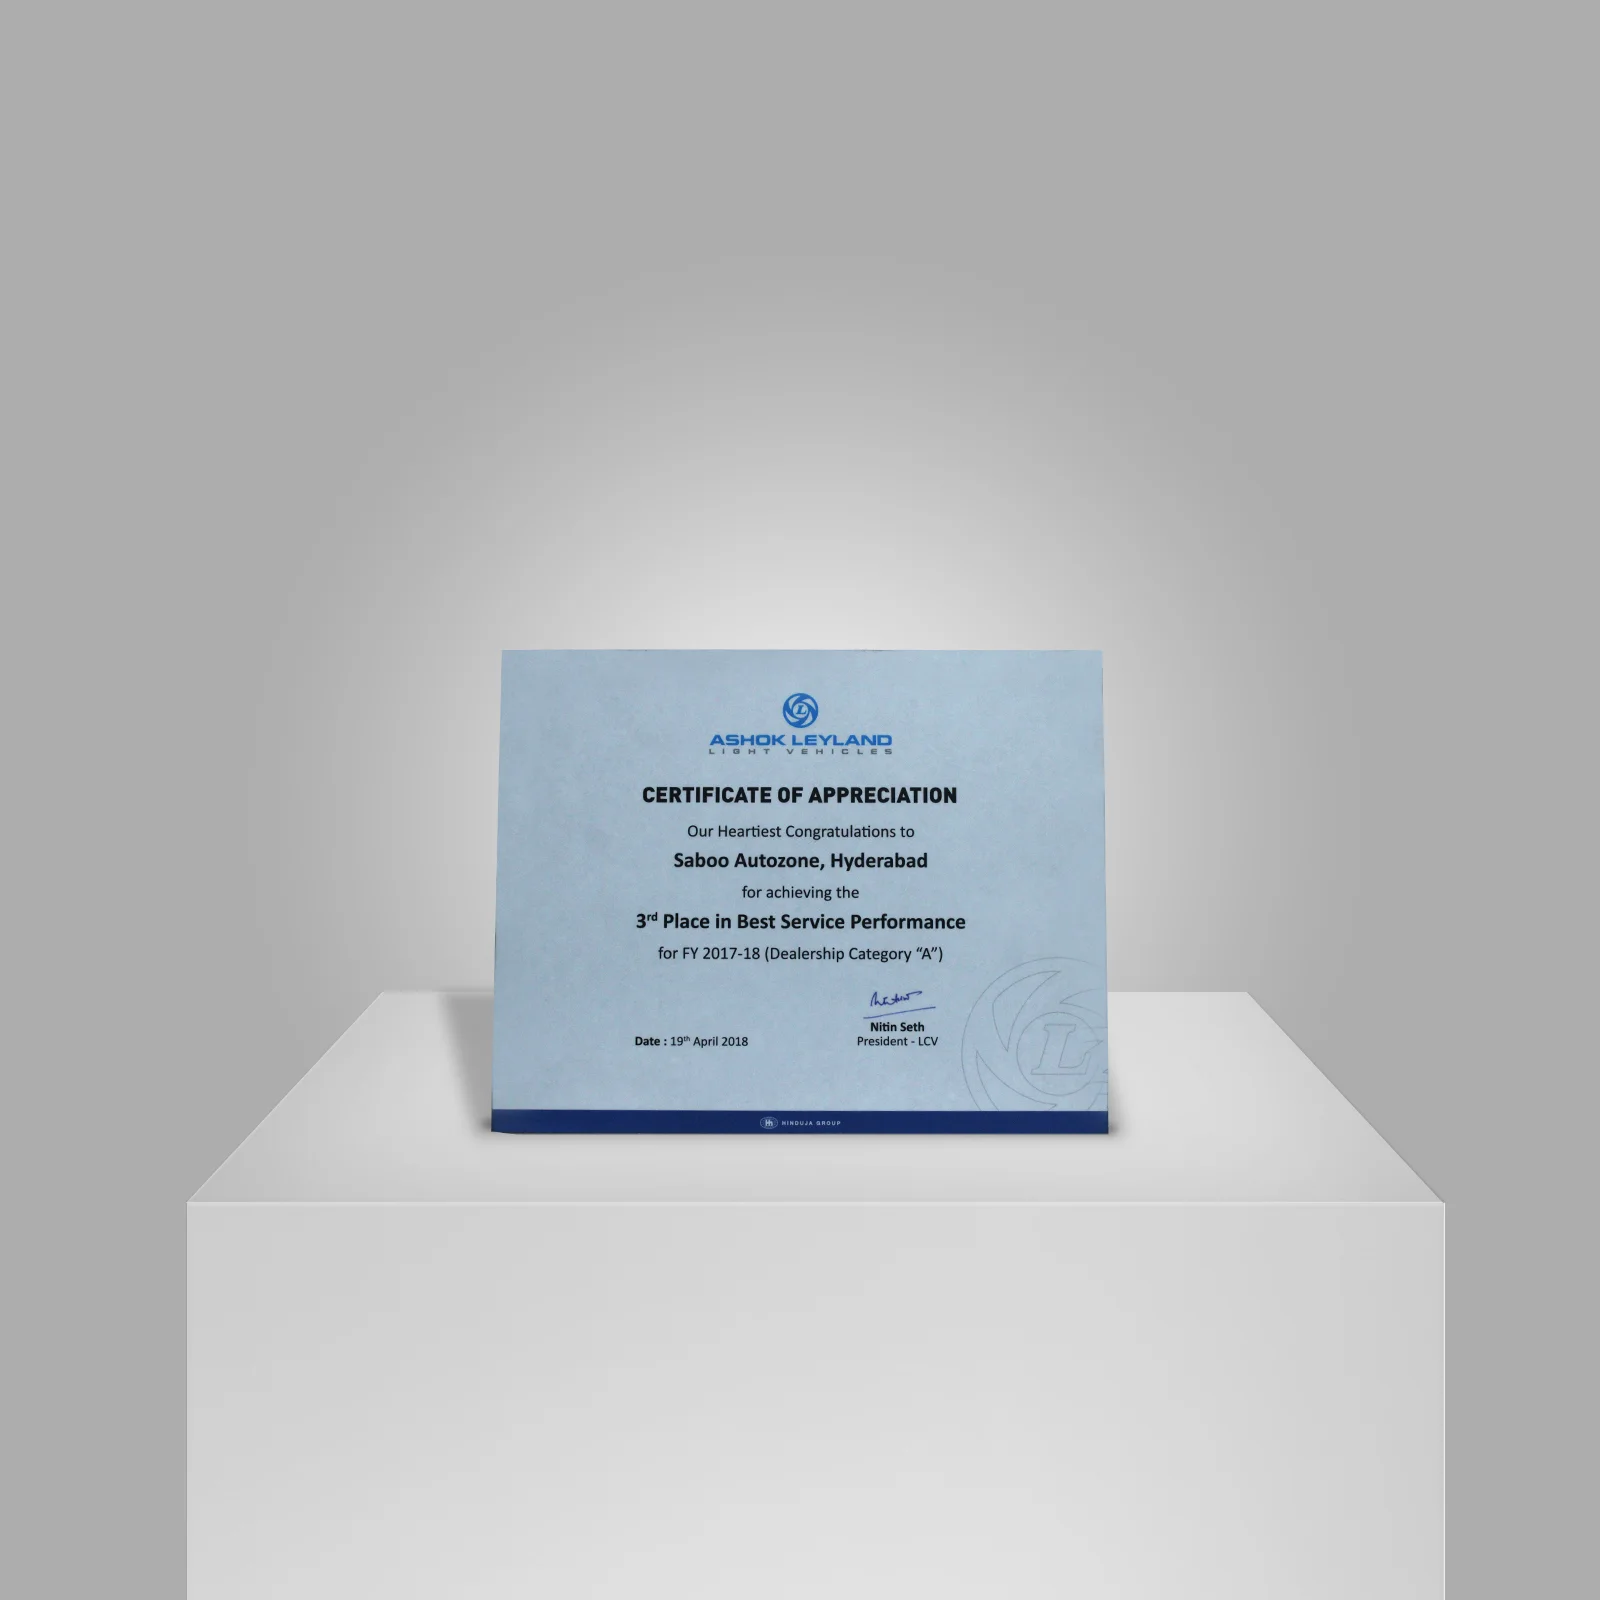 ASHOK LEYLAND
LIGHT VEHICLES
CERTIFICATE OF APPRECIATION
Our Heartiest Congratulations to
Saboo Autozone, Hyderabad
for achieving the
3rd Place in Best Service Performance
for FY 2017-18 (Dealership Category “A”)
Nitin Seth
Date : 19th April 2018 President - LCV
HINDUJA GROUP